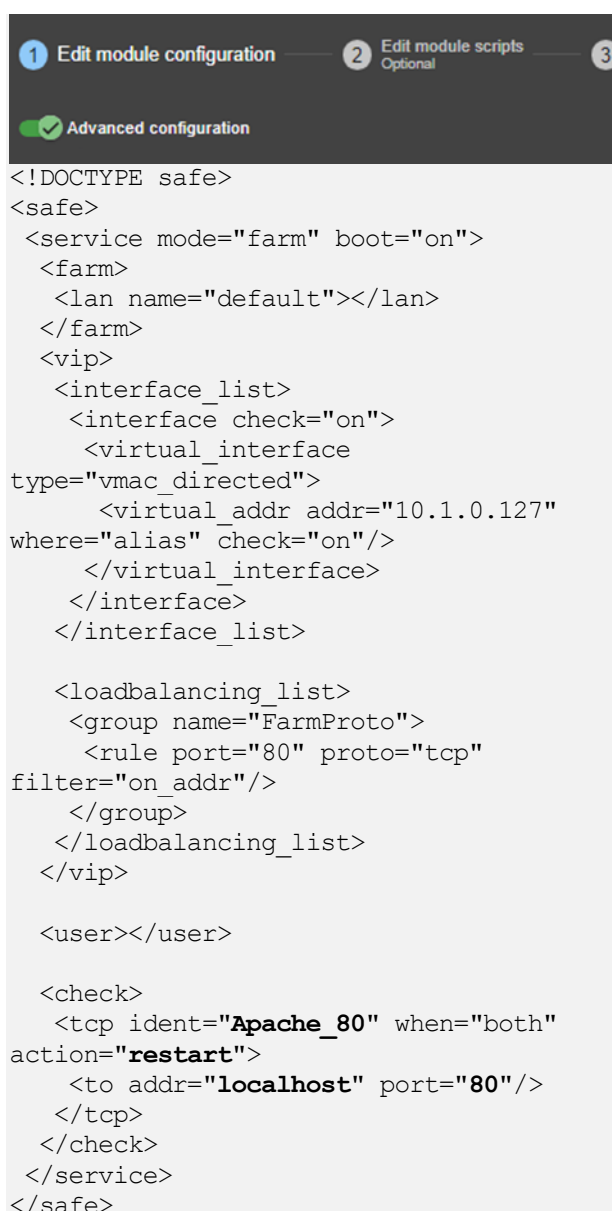 1 Edit module configuration 2 Edit module scripts 3
Optional
Advanced configuration
<!DOCTYPE safe>
<safe>
 <service mode="farm" boot="on">
  <farm>
   <lan name="default"></lan>
  </farm>
  <vip>
   <interface_list>
    <interface check="on">
     <virtual_interface
type="vmac_directed">
      <virtual_addr addr="10.1.0.127"
where="alias" check="on"/>
     </virtual_interface>
    </interface>
   </interface_list>

   <loadbalancing_list>
    <group name="FarmProto">
     <rule port="80" proto="tcp"
filter="on_addr"/>
    </group>
   </loadbalancing_list>
  </vip>

  <user></user>

  <check>
   <tcp ident="Apache_80" when="both"
action="restart">
    <to addr="localhost" port="80"/>
   </tcp>
  </check>
 </service>
</safe>